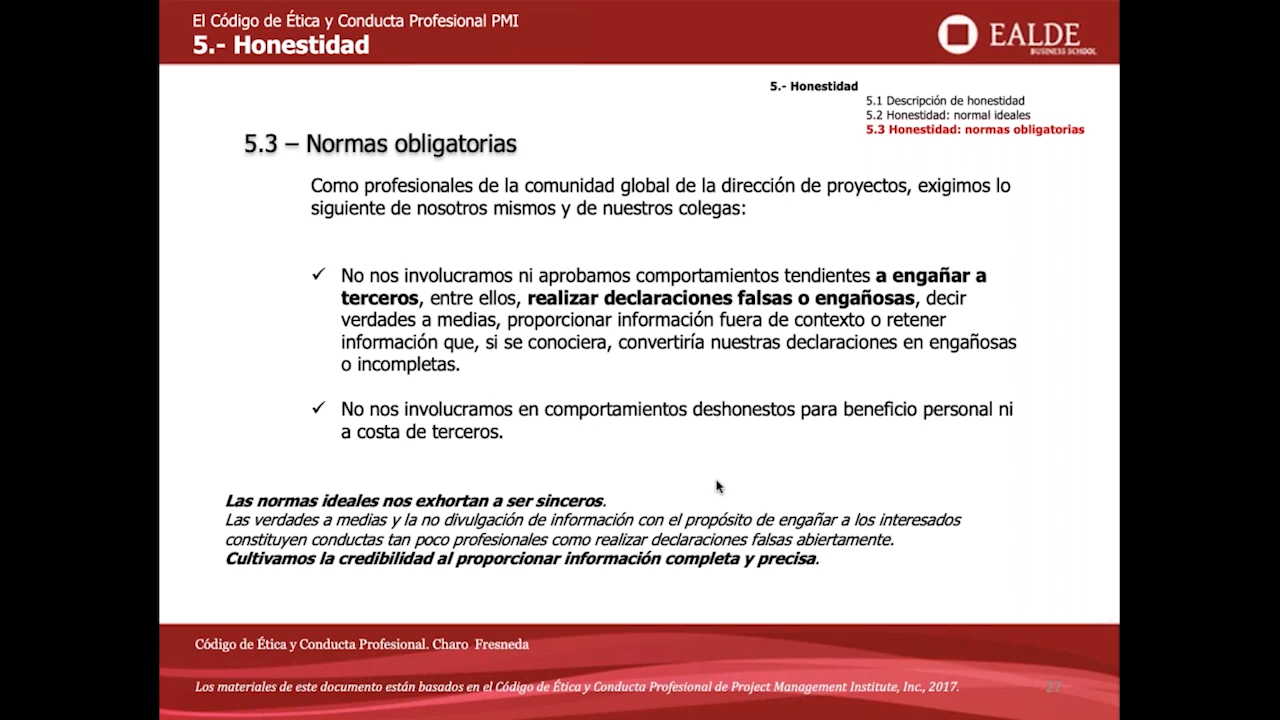 El Código de Ética y Conducta Profesional PMI
5.- Honestidad
EALDE
BUSINESS SCHOOL
5.- Honestidad
5.1 Descripción de honestidad
5.2 Honestidad: normal ideales
5.3 Honestidad: normas obligatorias
5.3 – Normas obligatorias
Como profesionales de la comunidad global de la dirección de proyectos, exigimos lo
siguiente de nosotros mismos y de nuestros colegas:
✓ No nos involucramos ni aprobamos comportamientos tendientes a engañar a
terceros, entre ellos, realizar declaraciones falsas o engañosas, decir
verdades a medias, proporcionar información fuera de contexto o retener
información que, si se conociera, convertiría nuestras declaraciones en engañosas
o incompletas.
✓ No nos involucramos en comportamientos deshonestos para beneficio personal ni
a costa de terceros.
Las normas ideales nos exhortan a ser sinceros.
Las verdades a medias y la no divulgación de información con el propósito de engañar a los interesados
constituyen conductas tan poco profesionales como realizar declaraciones falsas abiertamente.
Cultivamos la credibilidad al proporcionar información completa y precisa.
Código de Ética y Conducta Profesional. Charo Fresneda
Los materiales de este documento están basados en el Código de Ética y Conducta Profesional de Project Management Institute, Inc., 2017.
27